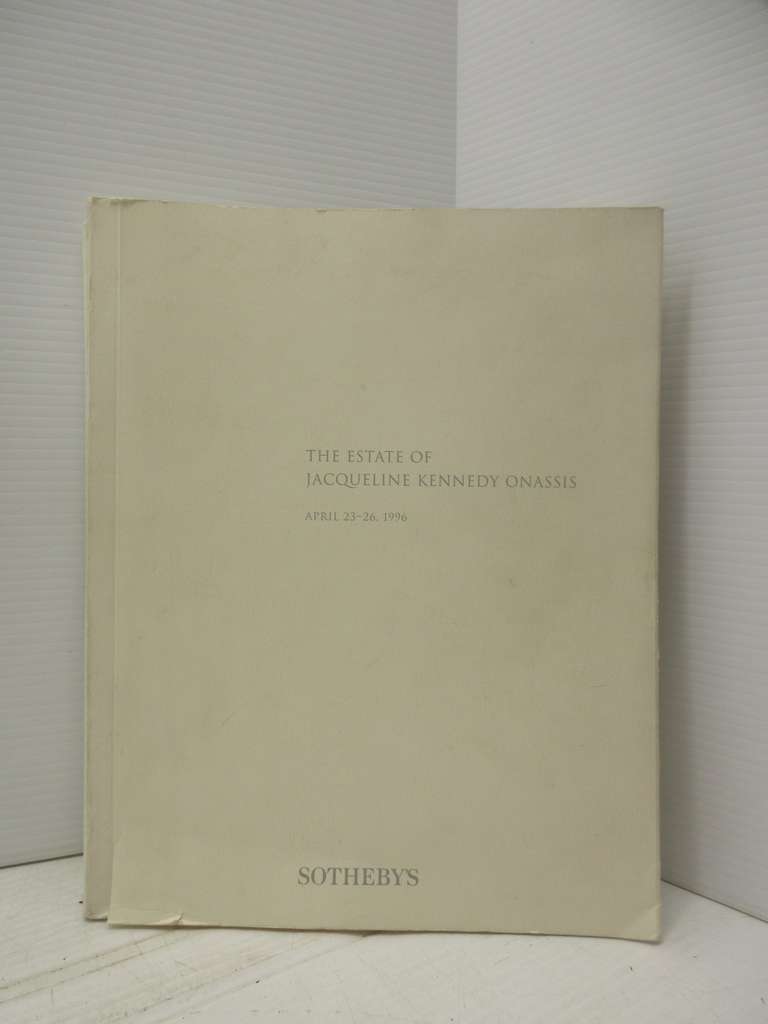 THE ESTATE OF
JACQUELINE KENNEDY ONASSIS
APRIL 23–26, 1996
SOTHEBY'S